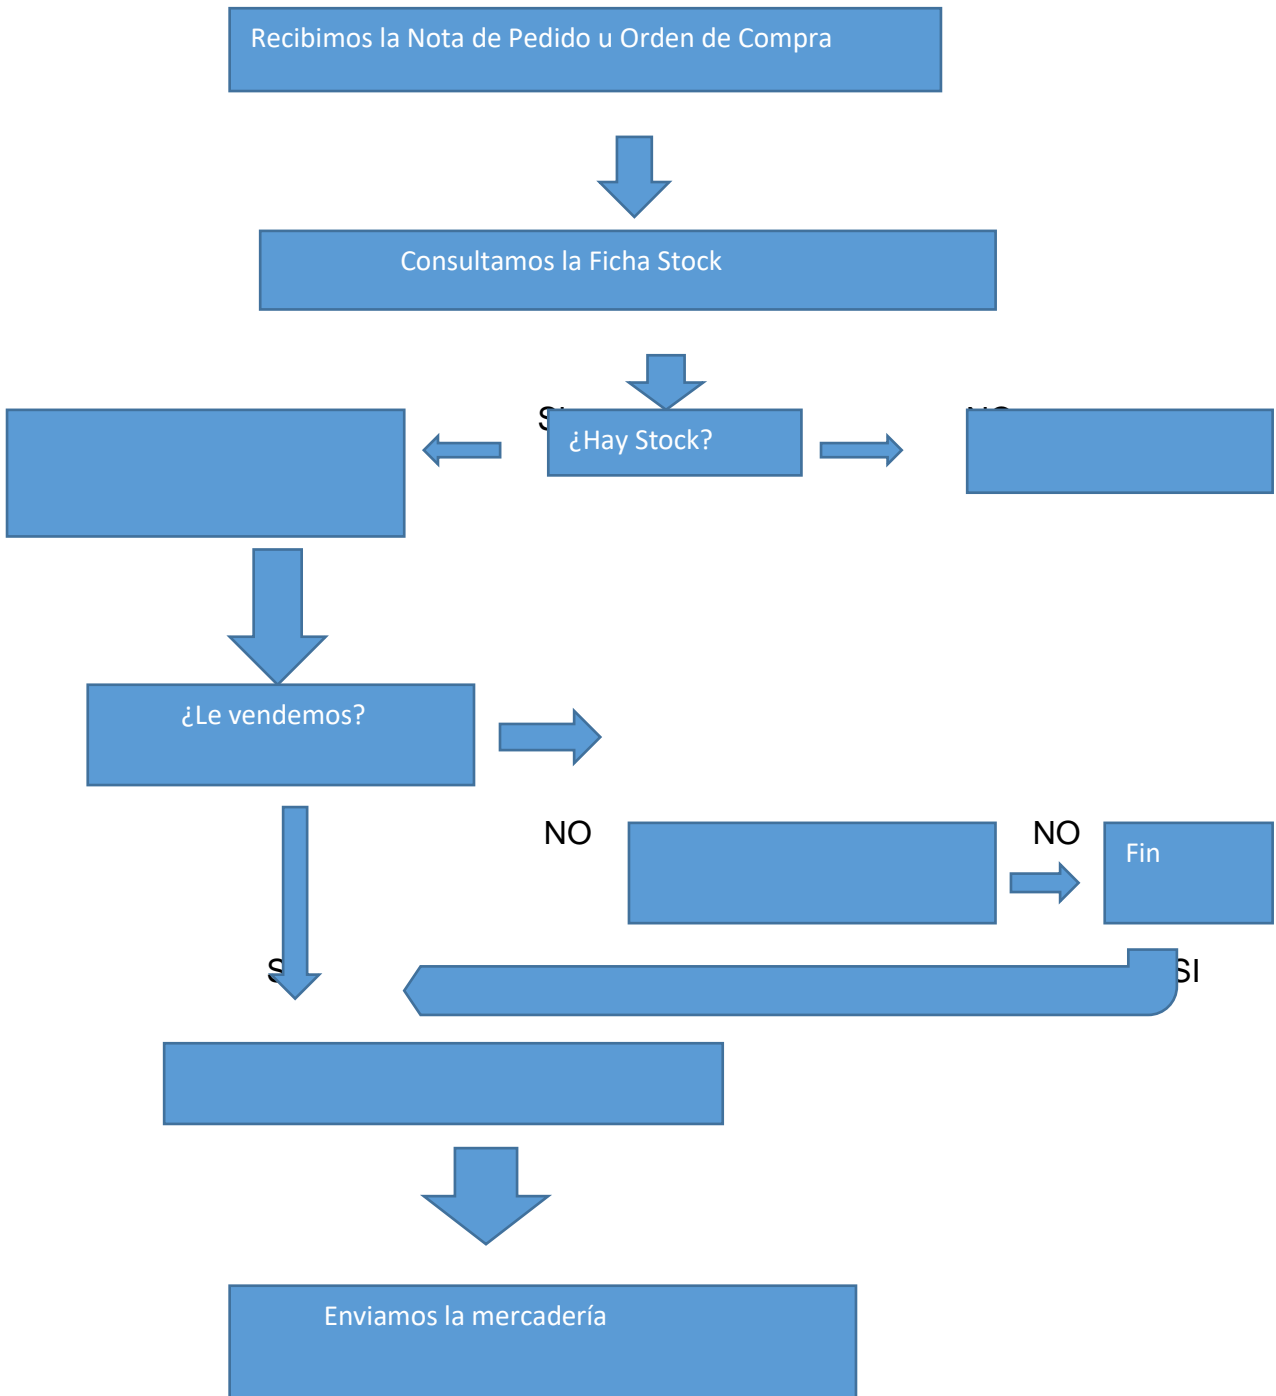 Recibimos la Nota de Pedido u Orden de Compra
Consultamos la Ficha Stock
¿Hay Stock?
¿Le vendemos?
NO
NO
Fin
SI
Enviamos la mercadería